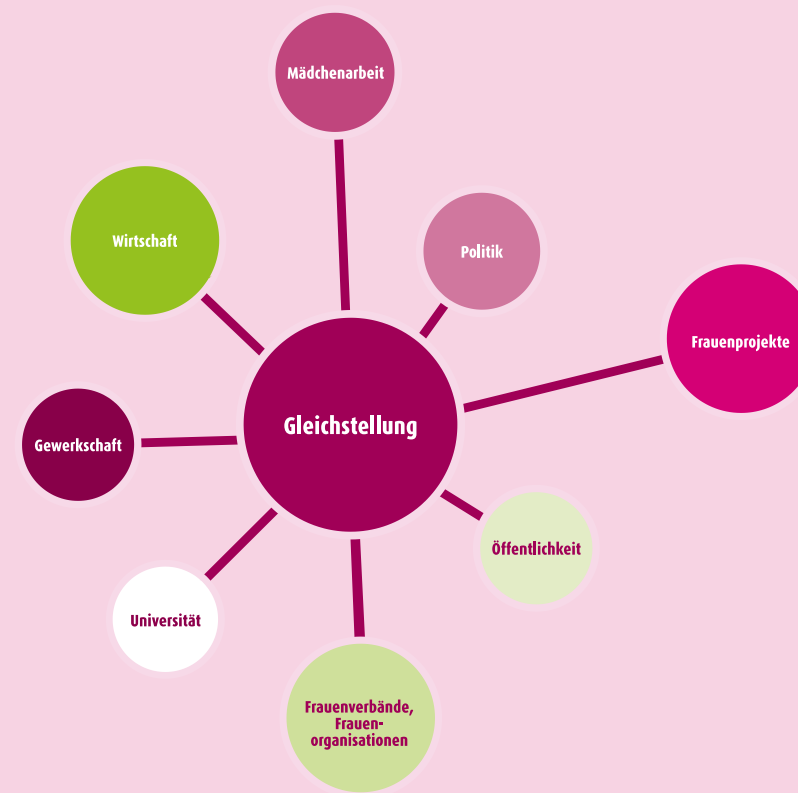 Mädchenarbeit
Wirtschaft
Politik
Frauenprojekte
Gleichstellung
Gewerkschaft
Öffentlichkeit
Universität
Frauenverbände,
Frauen-
organisationen